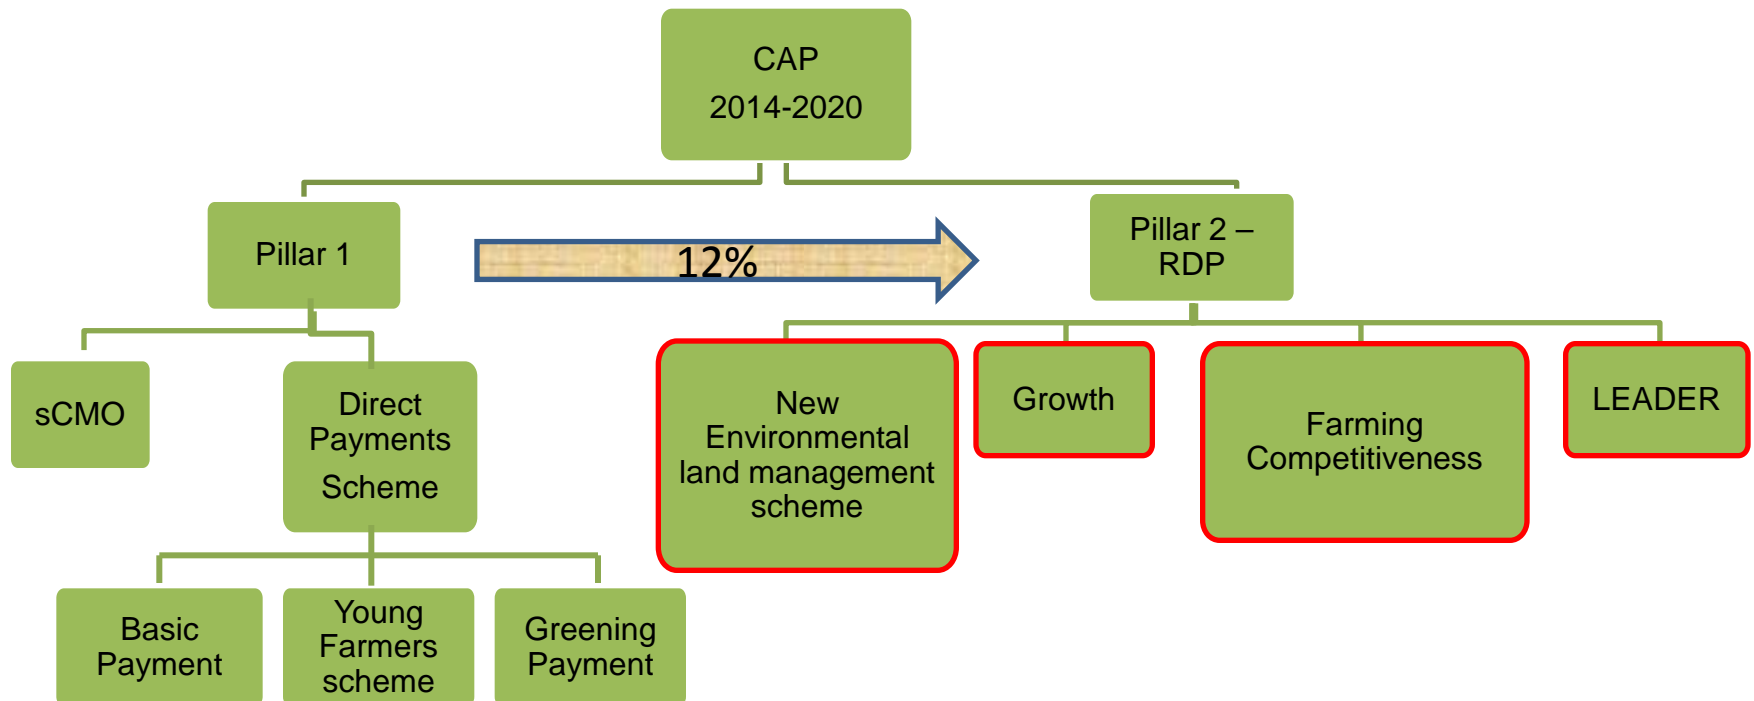 CAP
2014-2020
Pillar 1
12%
Pillar 2 –
RDP
sCMO
Direct
Payments
Scheme
New
Environmental
land management
scheme
Growth
Farming
Competitiveness
LEADER
Basic
Payment
Young
Farmers
scheme
Greening
Payment